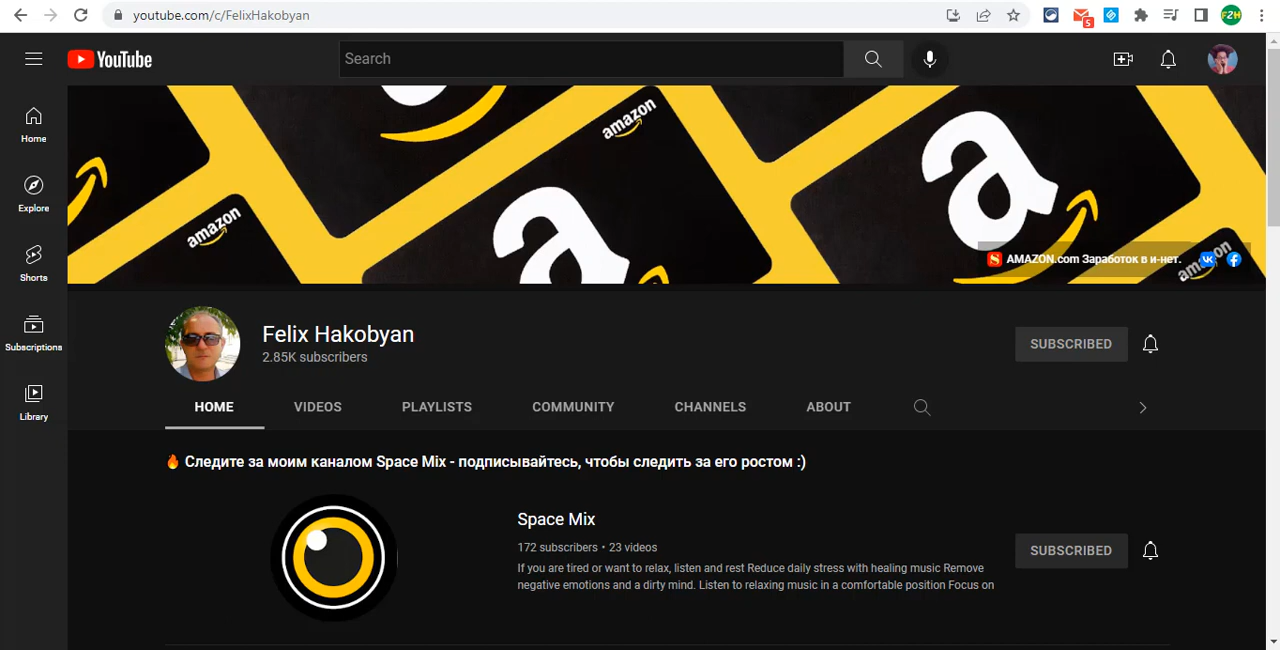 youtube.com/c/FelixHakobyan
5
FZH
YouTube
Search
Home
Explore
Shorts
Subscriptions
Library
amazon
amazon
amazon
AMAZON.com Заработок в и-нет.
Felix Hakobyan
2.85K subscribers
SUBSCRIBED
HOME VIDEOS PLAYLISTS COMMUNITY CHANNELS ABOUT
🔥 Следите за моим каналом Space Mix - подписывайтесь, чтобы следить за его ростом :)
Space Mix
172 subscribers • 23 videos
If you are tired or want to relax, listen and rest Reduce daily stress with healing music Remove
negative emotions and a dirty mind. Listen to relaxing music in a comfortable position Focus on
SUBSCRIBED